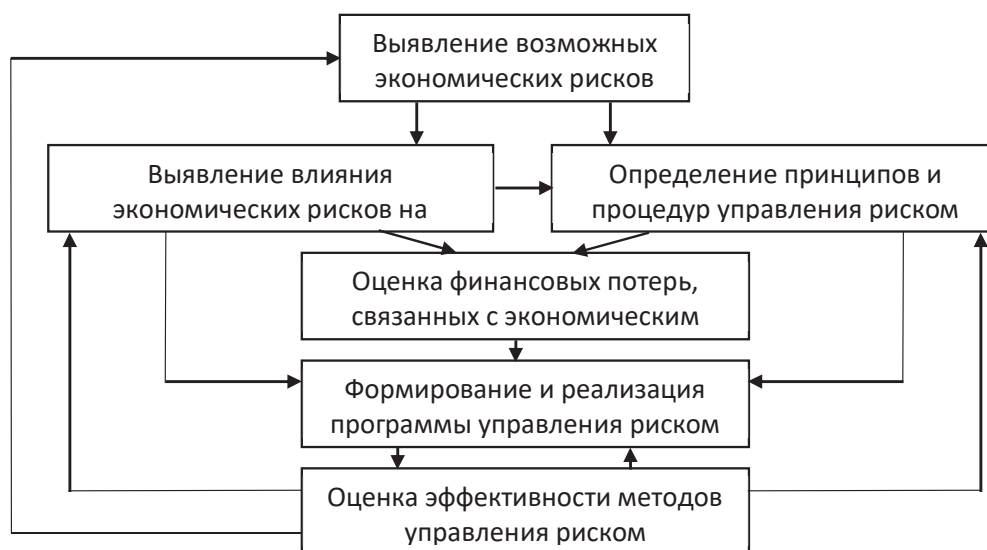 Выявление возможных
экономических рисков
Выявление влияния
экономических рисков на
Определение принципов и
процедур управления риском
Оценка финансовых потерь,
связанных с экономическим
Формирование и реализация
программы управления риском
Оценка эффективности методов
управления риском